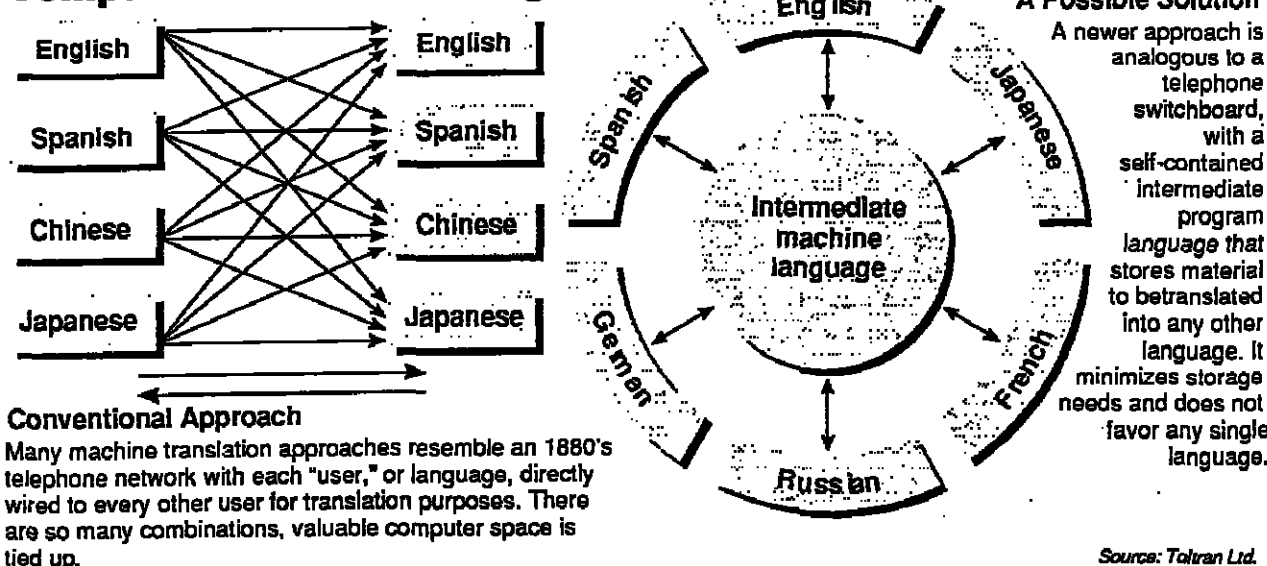 English
Spanish
Chinese
Japanese
English
Spanish
Chinese
Japanese
Conventional Approach
Many machine translation approaches resemble an 1880's
telephone network with each "user," or language, directly
wired to every other user for translation purposes. There
are so many combinations, valuable computer space is
tied up.
English
Japanese
French
Russian
German
Spanish
Intermediate
machine
language
A Possible Solution
A newer approach is
analogous to a
telephone
switchboard,
with a
self-contained
intermediate
program
language that
stores material
to betranslated
into any other
language. It
minimizes storage
needs and does not
favor any single
language.
Source: Toltran Ltd.